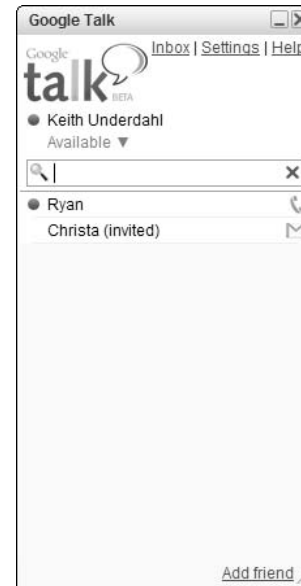 Google Talk
Inbox | Settings | Help
Google
talk
BETA
Keith Underdahl
Available ▼
Ryan
Christa (invited)
Add friend